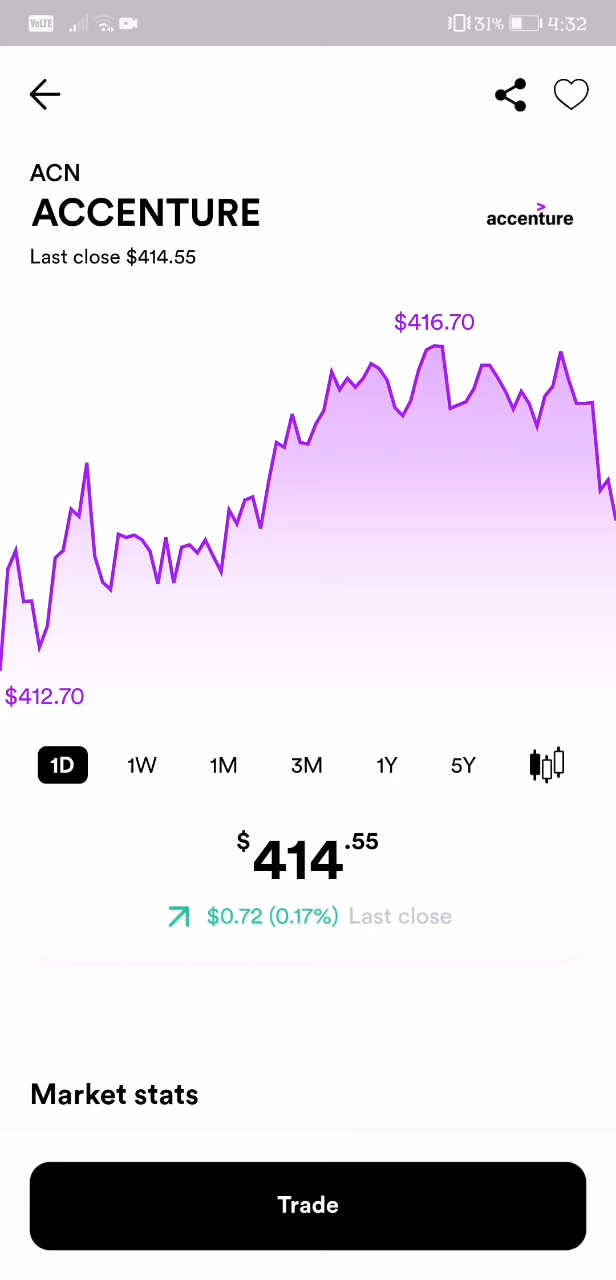 VoLTE 31% 4:32
ACN
ACCENTURE
accenture
Last close $414.55
$416.70
$412.70
1D 1W 1M 3M 1Y 5Y
$414.55
$0.72 (0.17%) Last close
Market stats
Trade